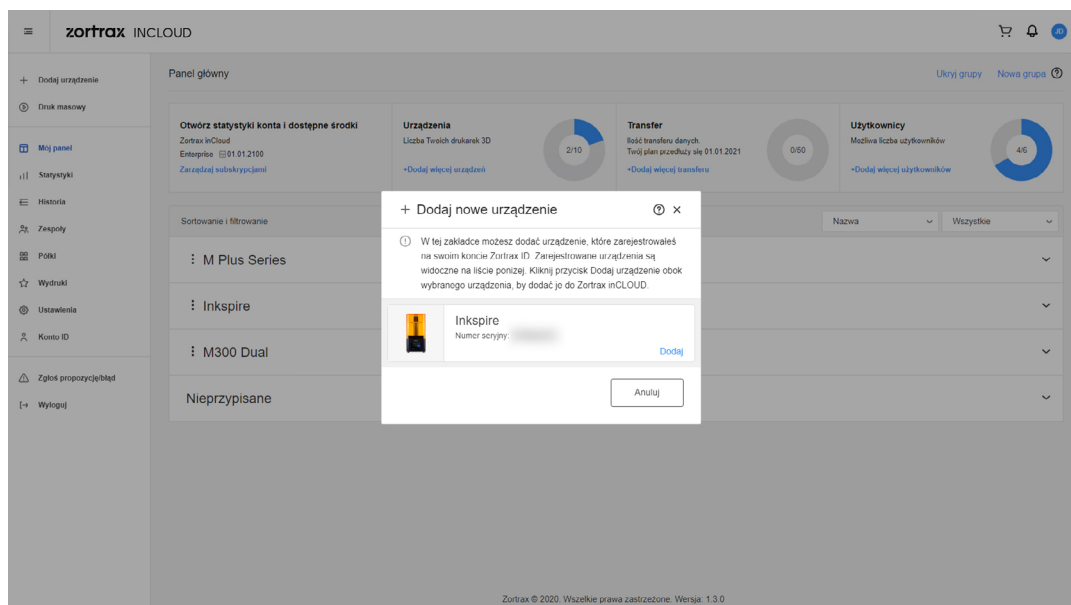 zortrax INCLOUD
JD
Dodaj urządzenie
Druk masowy
Mój panel
Statystyki
Historia
Zespoły
Półki
Wydruki
Ustawienia
Konto ID
Zgłoś propozycję/błąd
Wyloguj
Panel główny
Ukryj grupy
Nowa grupa
Otwórz statystyki konta i dostępne środki
Zortrax inCloud
Enterprise 01.01.2100
Zarządzaj subskrypcjami
Urządzenia
Liczba Twoich drukarek 3D
+Dodaj więcej urządzeń
2/10
Transfer
Ilość transferu danych.
Twój plan przedłuży się 01.01.2021
+Dodaj więcej transferu
0/50
Użytkownicy
Możliwa liczba użytkowników
+Dodaj więcej użytkowników
4/6
Sortowanie i filtrowanie
Nazwa
Wszystkie
M Plus Series
Inkspire
M300 Dual
Nieprzypisane
+ Dodaj nowe urządzenie
W tej zakładce możesz dodać urządzenie, które zarejestrowałeś
na swoim koncie Zortrax ID. Zarejestrowane urządzenia są
widoczne na liście poniżej. Kliknij przycisk Dodaj urządzenie obok
wybranego urządzenia, by dodać je do Zortrax inCLOUD.
Inkspire
Numer seryjny:
Dodaj
Anuluj
Zortrax © 2020. Wszelkie prawa zastrzeżone. Wersja: 1.3.0